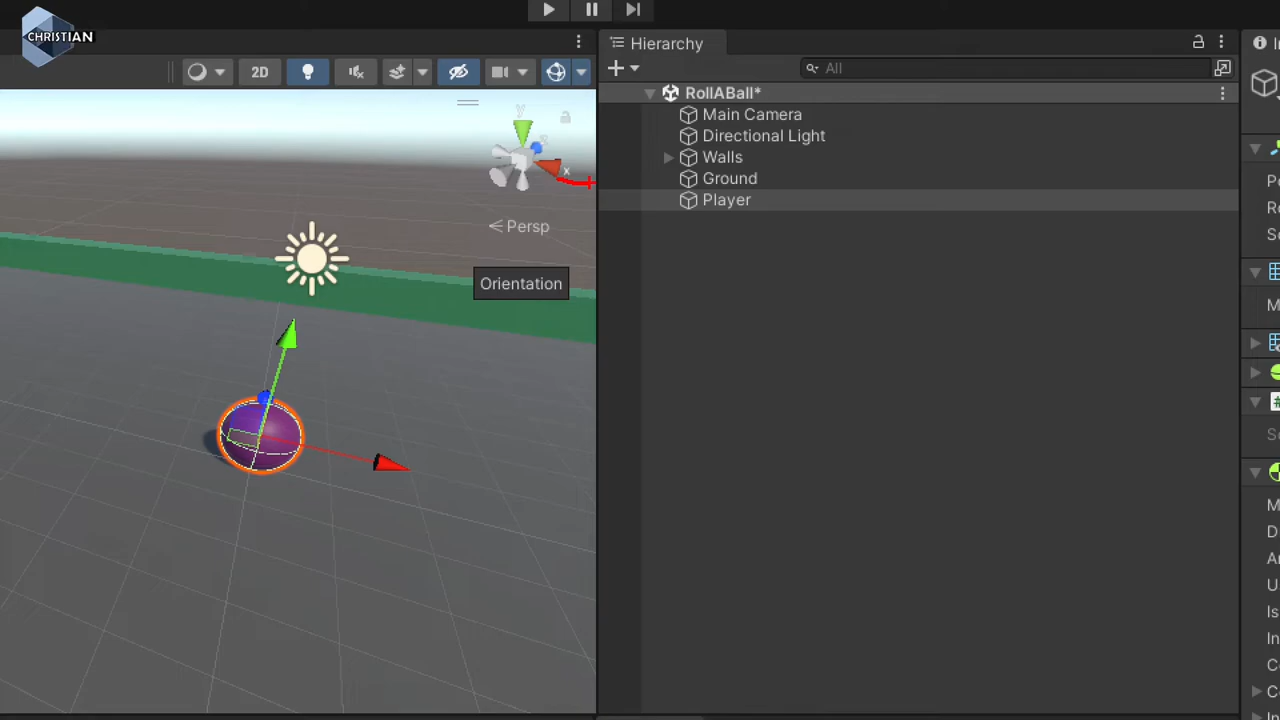 CHRISTIAN
Hierarchy
2D
All
RollABall*
Main Camera
Directional Light
Walls
Ground
Player
y
x
Persp
Orientation